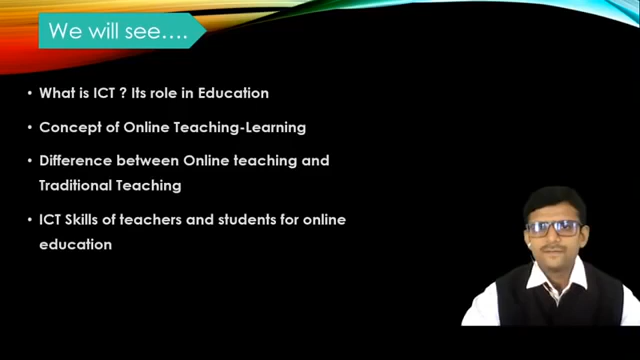 We will see....
• What is ICT ? Its role in Education
• Concept of Online Teaching-Learning
• Difference between Online teaching and
Traditional Teaching
• ICT Skills of teachers and students for online
education